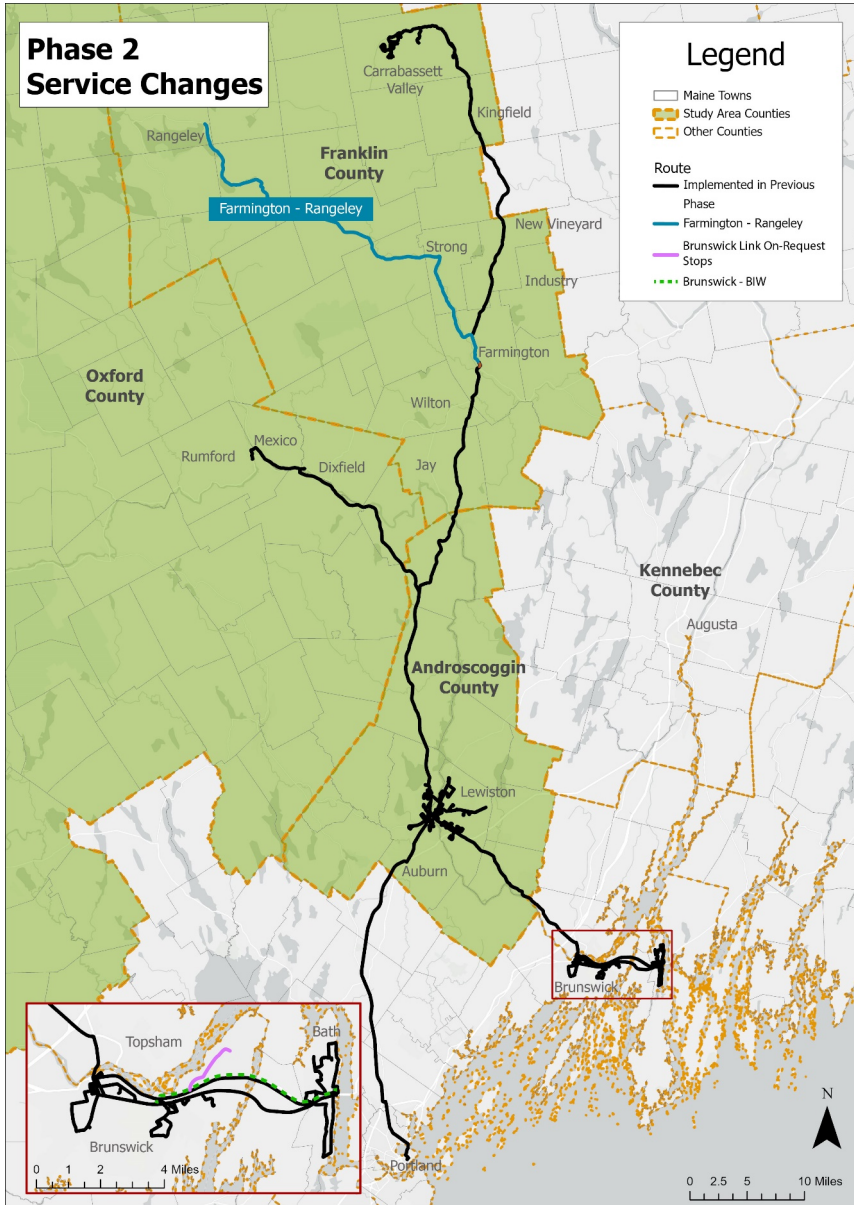 Phase 2
Service Changes
Legend
Maine Towns
Study Area Counties
Other Counties
Route
Implemented in Previous
Phase
Farmington - Rangeley
Brunswick Link On-Request
Stops
Brunswick - BIW
Carrabassett
Valley
Kingfield
Rangeley
Franklin
County
Farmington - Rangeley
New Vineyard
Strong
Industry
Farmington
Oxford
County
Wilton
Mexico
Rumford
Dixfield
Jay
Kennebec
County
Augusta
Androscoggin
County
Lewiston
Auburn
Brunswick
Topsham
Bath
Brunswick
0 1 2 4 Miles
Portland
N
0 2.5 5 10 Miles